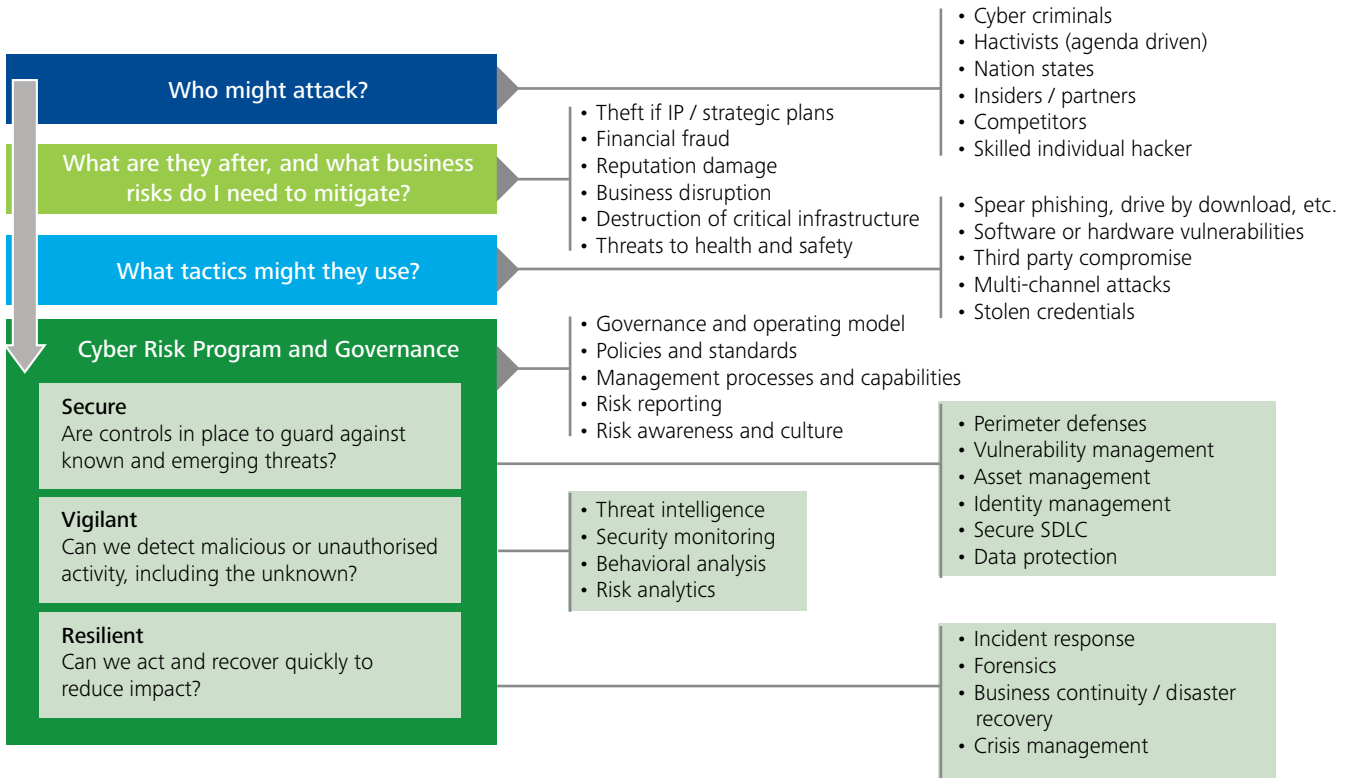 Who might attack?
• Cyber criminals
• Hactivists (agenda driven)
• Nation states
• Insiders / partners
• Competitors
• Skilled individual hacker
What are they after, and what business
risks do I need to mitigate?
• Theft if IP / strategic plans
• Financial fraud
• Reputation damage
• Business disruption
• Destruction of critical infrastructure
• Threats to health and safety
What tactics might they use?
• Spear phishing, drive by download, etc.
• Software or hardware vulnerabilities
• Third party compromise
• Multi-channel attacks
• Stolen credentials
Cyber Risk Program and Governance
• Governance and operating model
• Policies and standards
• Management processes and capabilities
• Risk reporting
• Risk awareness and culture
Secure
Are controls in place to guard against
known and emerging threats?
• Perimeter defenses
• Vulnerability management
• Asset management
• Identity management
• Secure SDLC
• Data protection
Vigilant
Can we detect malicious or unauthorised
activity, including the unknown?
• Threat intelligence
• Security monitoring
• Behavioral analysis
• Risk analytics
Resilient
Can we act and recover quickly to
reduce impact?
• Incident response
• Forensics
• Business continuity / disaster
recovery
• Crisis management